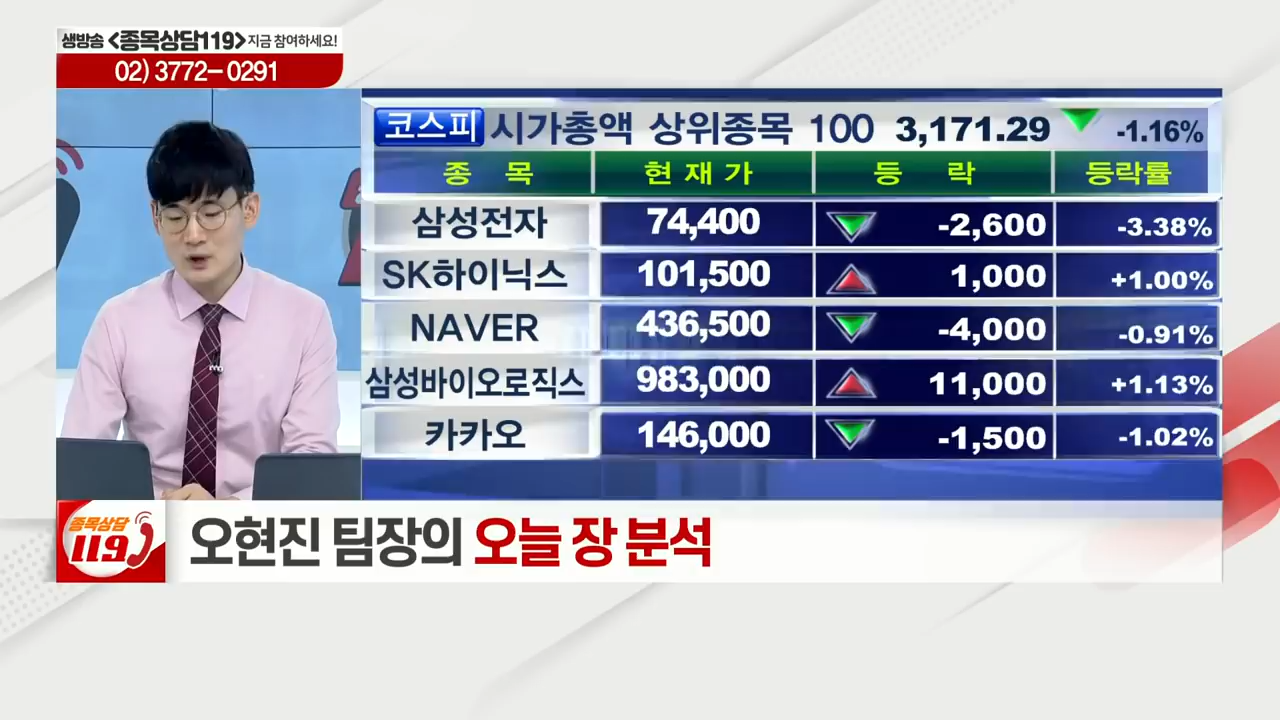 생방송 <종목상담119> 지금 참여하세요!
02) 3772-0291
코스피 시가총액 상위종목 100 3,171.29 -1.16%
종 목 현재가 등 락 등락률
삼성전자 74,400 -2,600 -3.38%
SK하이닉스 101,500 1,000 +1.00%
NAVER 436,500 -4,000 -0.91%
삼성바이오로직스 983,000 11,000 +1.13%
카카오 146,000 -1,500 -1.02%
종목상담
119
오현진 팀장의 오늘 장 분석